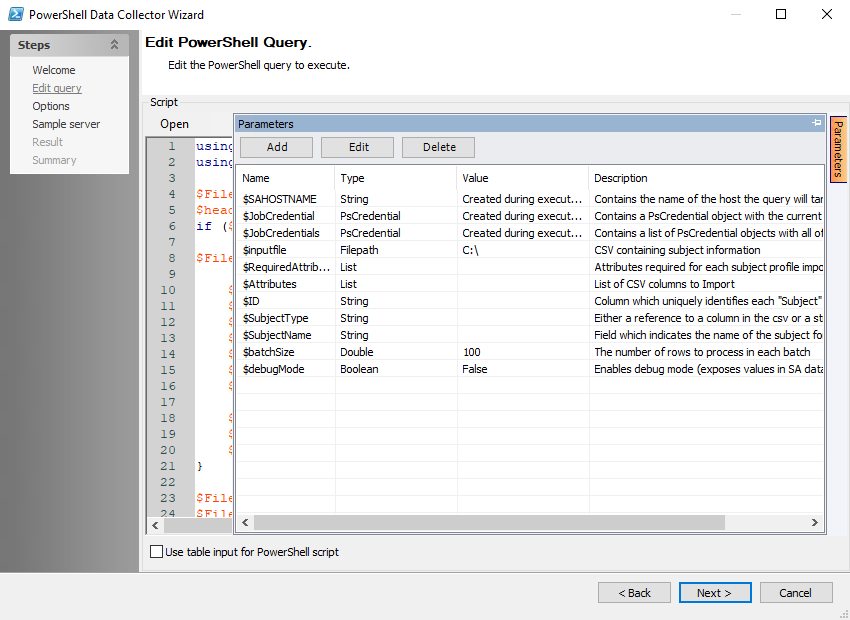 PowerShell Data Collector Wizard
Steps
Welcome
Edit query
Options
Sample server
Result
Summary
Edit PowerShell Query.
Edit the PowerShell query to execute.
Script
Open
Parameters
Add Edit Delete
Name Type Value Description
$SAHOSTNAME String Created during execut... Contains the name of the host the query will tar
$JobCredential PsCredential Created during execut... Contains a PsCredential object with the current
$JobCredentials PsCredential Created during execut... Contains a list of PsCredential objects with all of
$inputfile Filepath C:\ CSV containing subject information
$RequiredAttrib... List Attributes required for each subject profile impo
$Attributes List List of CSV columns to Import
$ID String Column which uniquely identifies each "Subject"
$SubjectType String Either a reference to a column in the csv or a st
$SubjectName String Field which indicates the name of the subject fo
$batchSize Double 100 The number of rows to process in each batch
$debugMode Boolean False Enables debug mode (exposes values in SA data
1 using
2 using
3
4 $File
5 $head
6 if ($
7
8 $File
9
10 $
11 $
12 $
13 $
14 $
15 $
16 $
17
18 $
19 $
20 $
21 }
22
23 $File
24 $File
Parameters
Use table input for PowerShell script
< Back Next > Cancel